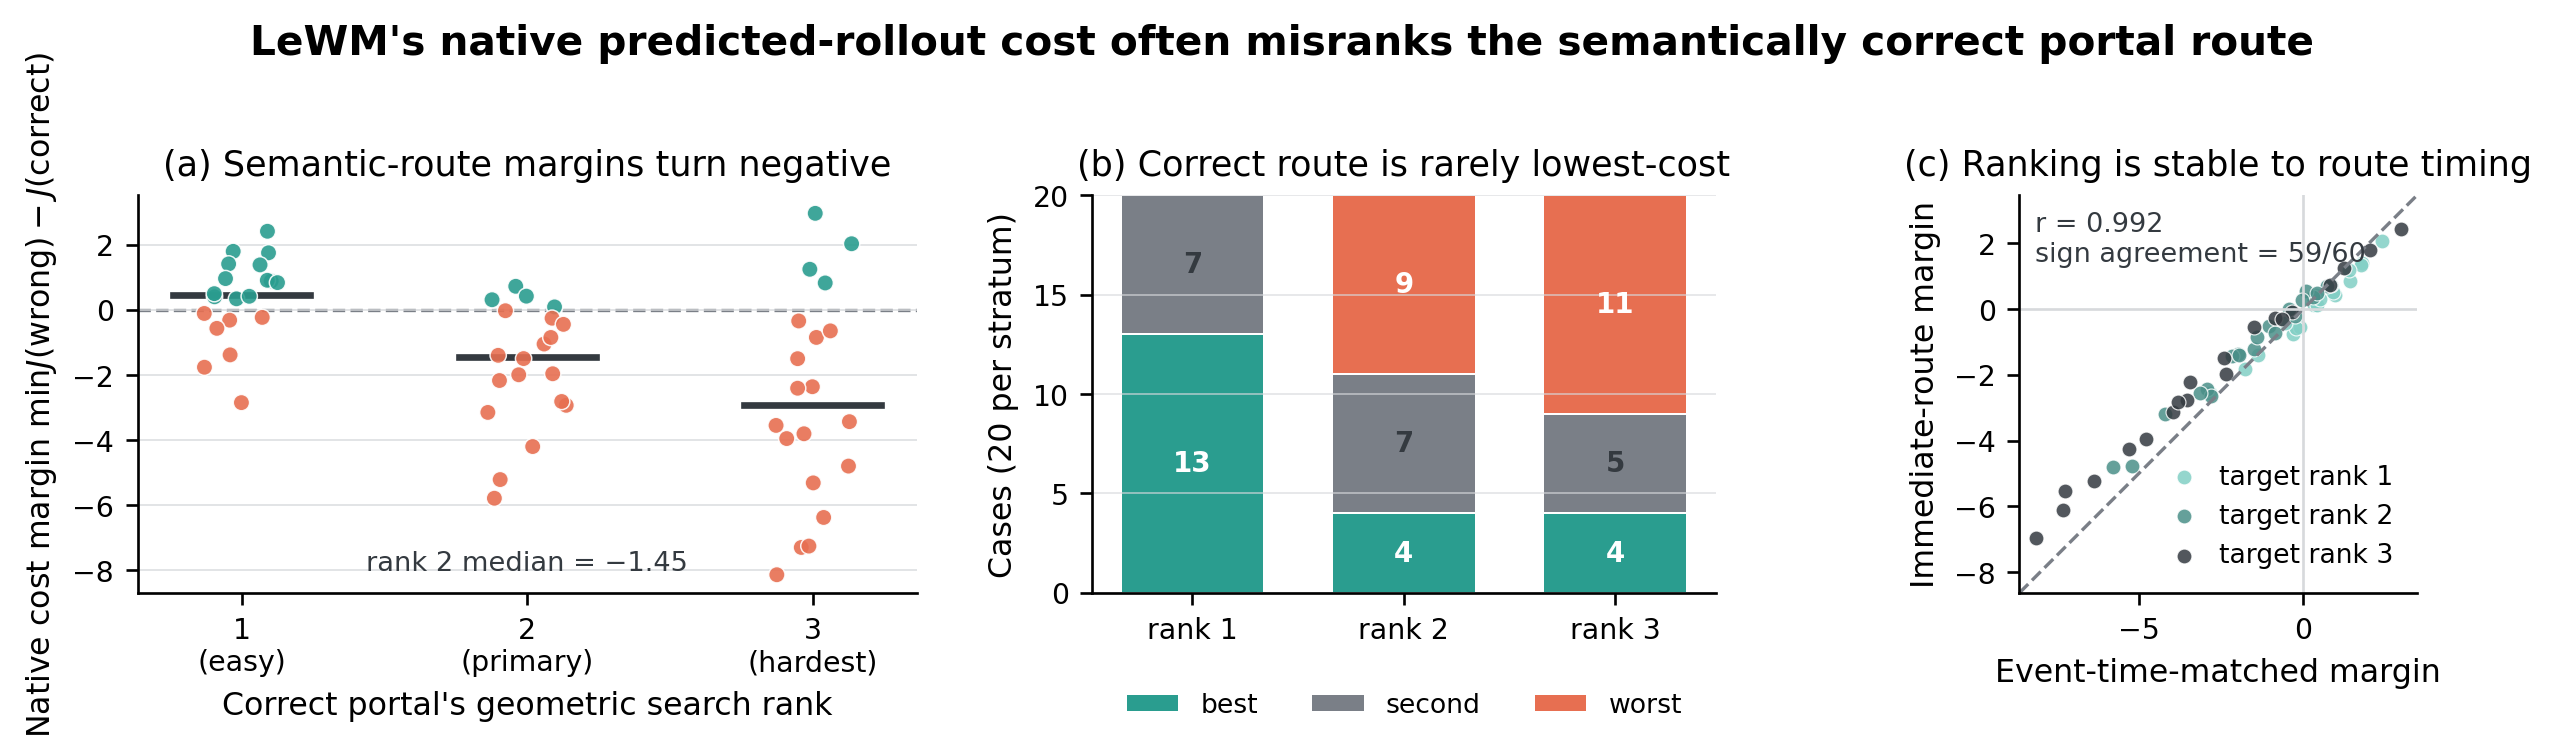 LeWM's native predicted-rollout cost often misranks the semantically correct portal route
(a) Semantic-route margins turn negative
Native cost margin minJ(wrong) − J(correct)
2
0
−2
−4
−6
−8
rank 2 median = −1.45
1
(easy)
2
(primary)
3
(hardest)
Correct portal's geometric search rank
(b) Correct route is rarely lowest-cost
Cases (20 per stratum)
20
15
10
5
0
7
13
9
7
4
11
5
4
rank 1
rank 2
rank 3
best
second
worst
(c) Ranking is stable to route timing
Immediate-route margin
2
0
−2
−4
−6
−8
r = 0.992
sign agreement = 59/60
target rank 1
target rank 2
target rank 3
−5
0
Event-time-matched margin